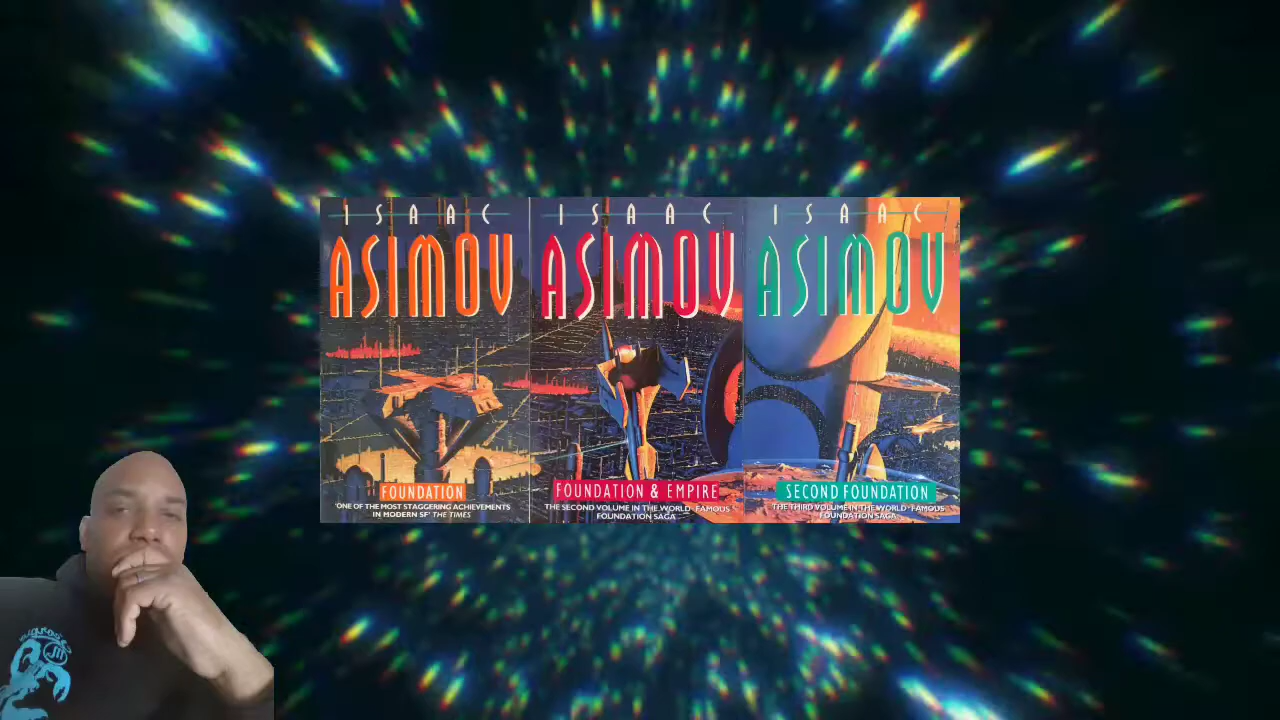 ISAAC
ASIMOV
FOUNDATION
'ONE OF THE MOST STAGGERING ACHIEVEMENTS
IN MODERN SF' THE TIMES
ISAAC
ASIMOV
FOUNDATION & EMPIRE
THE SECOND VOLUME IN THE WORLD-FAMOUS
FOUNDATION SAGA
ISAAC
ASIMOV
SECOND FOUNDATION
THE THIRD VOLUME IN THE WORLD-FAMOUS
FOUNDATION SAGA